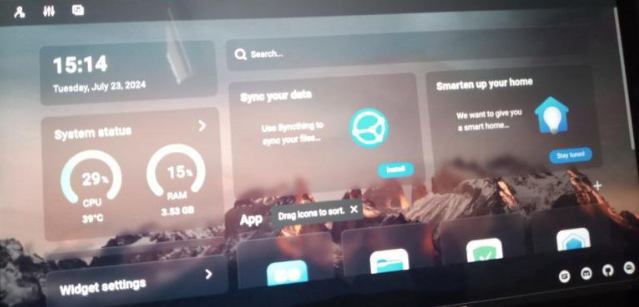 15:14
Tuesday, July 23, 2024
Search...
System status
29%
CPU
39°C
15%
RAM
3.53 GB
Sync your data
Use Syncthing to
sync your files...
Install
Smarten up your home
We want to give you
a smart home...
Stay tuned
App
Drag icons to sort. ✕
Widget settings